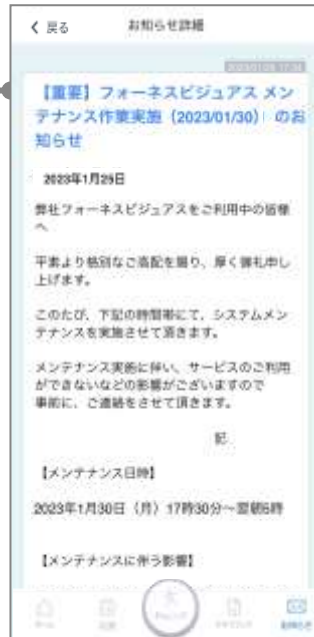 戻る
お知らせ詳細
【重要】フォーネスビジュアス メン
テナンス作業実施（2023/01/30） のお
知らせ
2023年1月25日
弊社フォーネスビジュアスをご利用中の皆様
へ
平素より格別なご高配を賜り、厚く御礼申し
上げます。
このたび、下記の時間帯にて、システムメン
テナンスを実施させて頂きます。
メンテナンス実施に伴い、サービスのご利用
ができないなどの影響がございますので
事前に、ご連絡をさせて頂きます。
記
【メンテナンス日時】
2023年1月30日（月）17時30分～翌朝6時
【メンテナンスに伴う影響】
ホーム
お知らせ